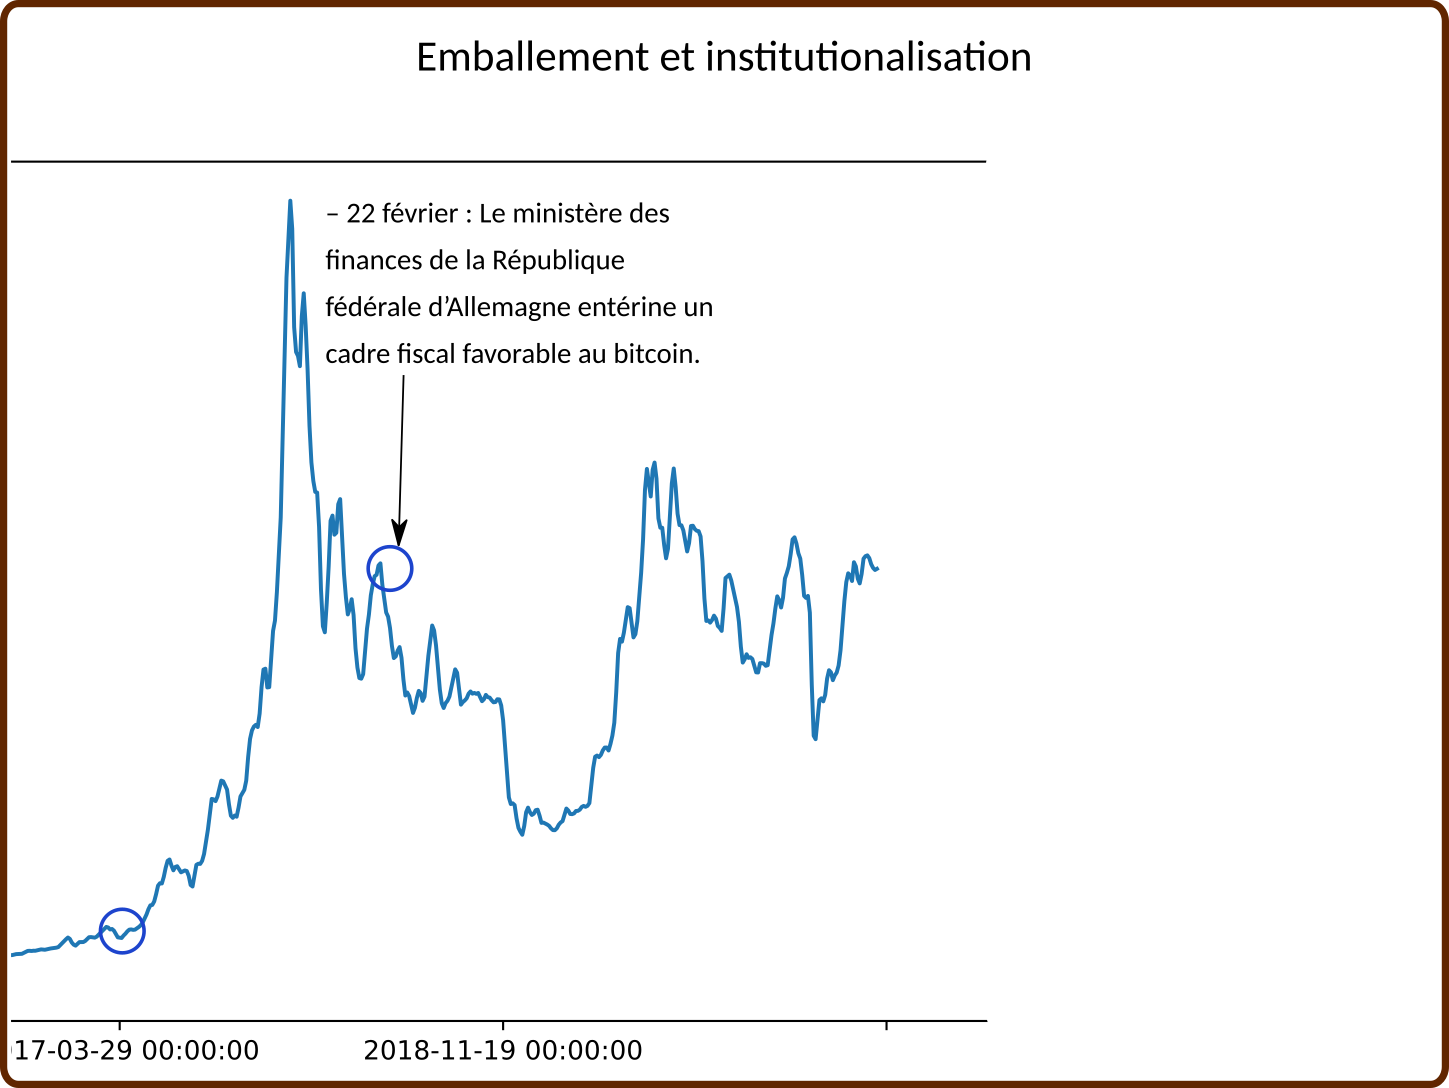 Emballement et institutionalisation
– 22 février : Le ministère des
finances de la République
fédérale d’Allemagne entérine un
cadre fiscal favorable au bitcoin.
17-03-29 00:00:00
2018-11-19 00:00:00